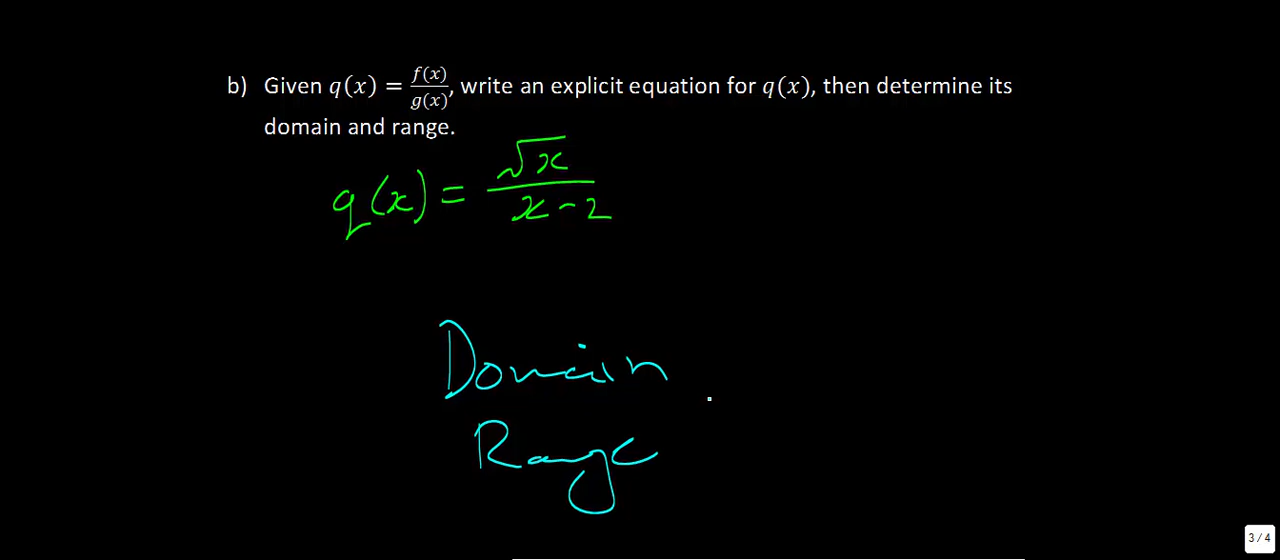 b) Given q(x) = f(x)/g(x), write an explicit equation for q(x), then determine its
domain and range.
q(x) = √x / x - 2
Domain
Range
3 / 4